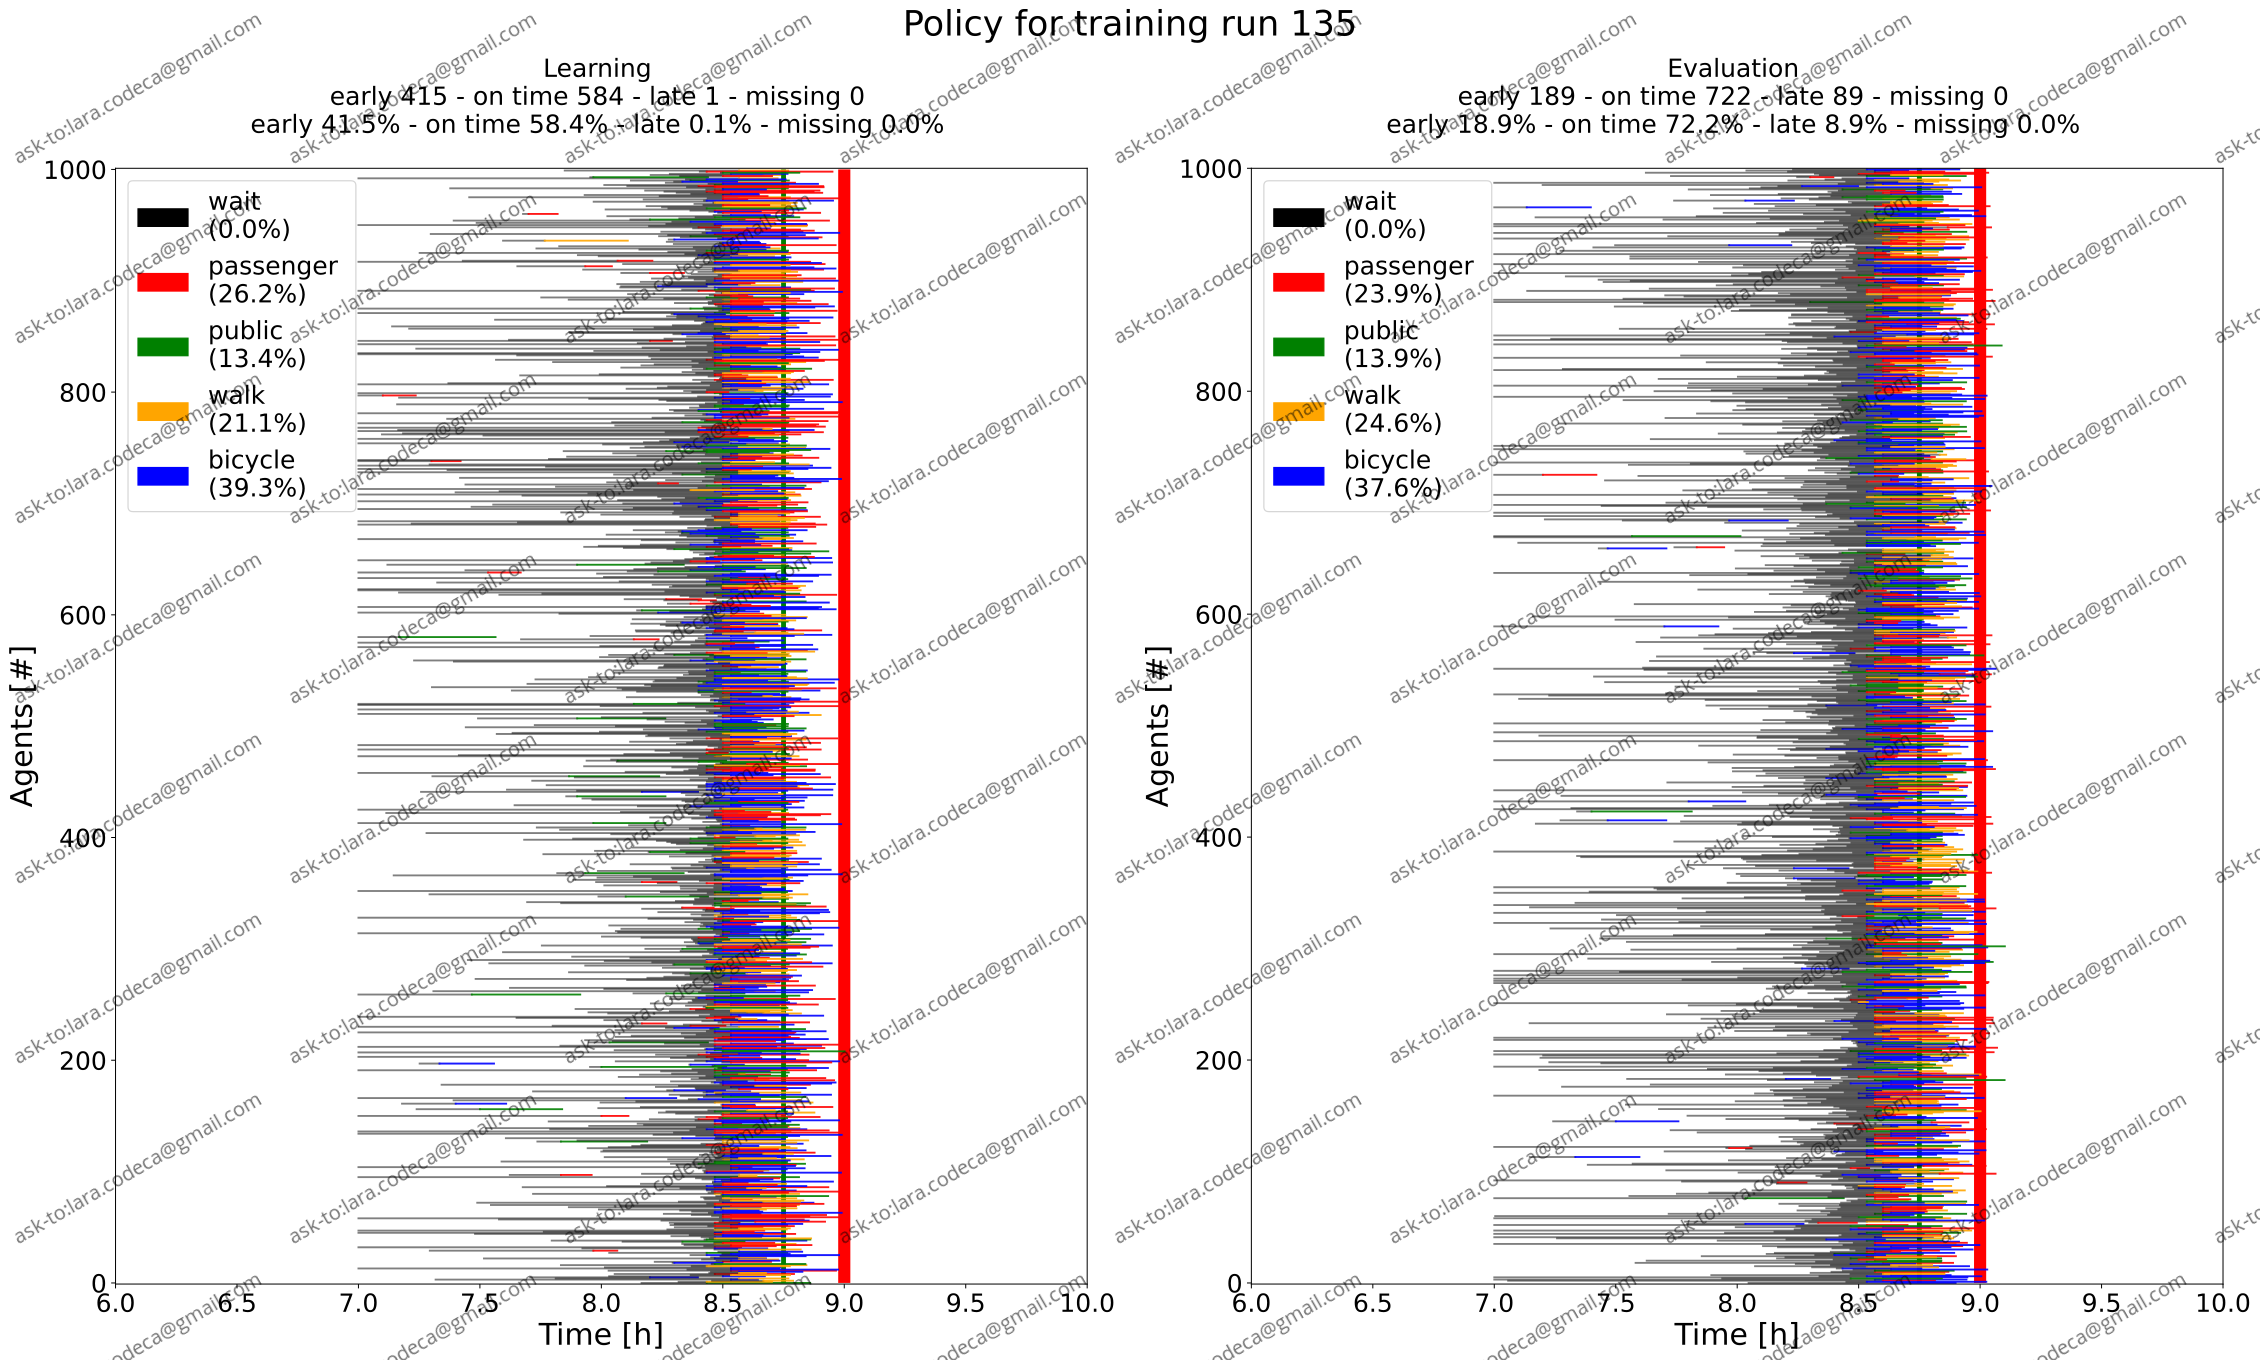 Policy for training run 135
Learning
early 415 - on time 584 - late 1 - missing 0
early 41.5% - on time 58.4% - late 0.1% - missing 0.0%
1000
800
600
400
200
0
Agents [#]
wait
(0.0%)
passenger
(26.2%)
public
(13.4%)
walk
(21.1%)
bicycle
(39.3%)
6.0 6.5 7.0 7.5 8.0 8.5 9.0 9.5 10.0
Time [h]
Evaluation
early 189 - on time 722 - late 89 - missing 0
early 18.9% - on time 72.2% - late 8.9% - missing 0.0%
1000
800
600
400
200
0
Agents [#]
wait
(0.0%)
passenger
(23.9%)
public
(13.9%)
walk
(24.6%)
bicycle
(37.6%)
6.0 6.5 7.0 7.5 8.0 8.5 9.0 9.5 10.0
Time [h]
ask-to:lara.codeca@gmail.com